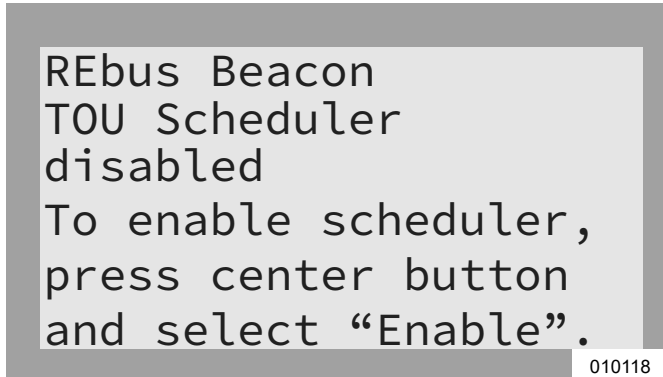 REbus Beacon
TOU Scheduler
disabled
To enable scheduler,
press center button
and select “Enable”.
010118